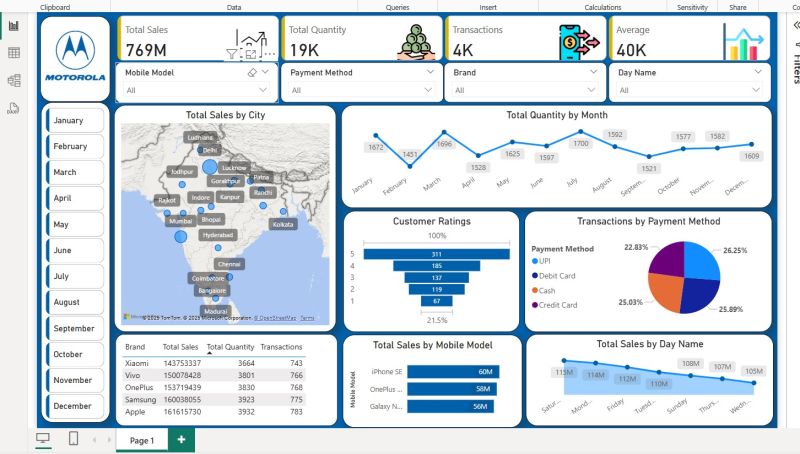 Clipboard
Data
Queries
Insert
Calculations
Sensitivity
Share
Filters
MOTOROLA
Total Sales
769M
Total Quantity
19K
Transactions
4K
Average
40K
Mobile Model
All
Payment Method
All
Brand
All
Day Name
All
January
February
March
April
May
June
July
August
September
October
November
December
Total Sales by City
Ludhiana
Delhi
Jodhpur
Lucknow
Gorakhpur
Patna
Rajkot
Indore
Kanpur
Ranchi
Mumbai
Bhopal
Kolkata
Hyderabad
Chennai
Coimbatore
Bangalore
Madurai
© 2025 TomTom, © 2025 Microsoft Corporation, © OpenStreetMap Terms
Total Quantity by Month
1672
1451
1696
1528
1625
1597
1700
1592
1521
1577
1582
1609
January
February
March
April
May
June
July
August
Septem...
October
Novem...
Decem...
Customer Ratings
100%
5 311
4 185
3 137
2 119
1 67
21.5%
Transactions by Payment Method
Payment Method
UPI
Debit Card
Cash
Credit Card
22.83%
26.25%
25.03%
25.89%
Brand Total Sales Total Quantity Transactions
Xiaomi 143753337 3664 743
Vivo 150078428 3801 766
OnePlus 153719439 3830 768
Samsung 160038055 3923 775
Apple 161615730 3932 783
Total Sales by Mobile Model
Mobile Model
iPhone SE 60M
OnePlus ... 58M
Galaxy N... 56M
Total Sales by Day Name
115M
114M
112M
110M
108M
107M
105M
Satur...
Mond...
Friday
Tuesd...
Sunday
Thurs...
Wedn...
Page 1